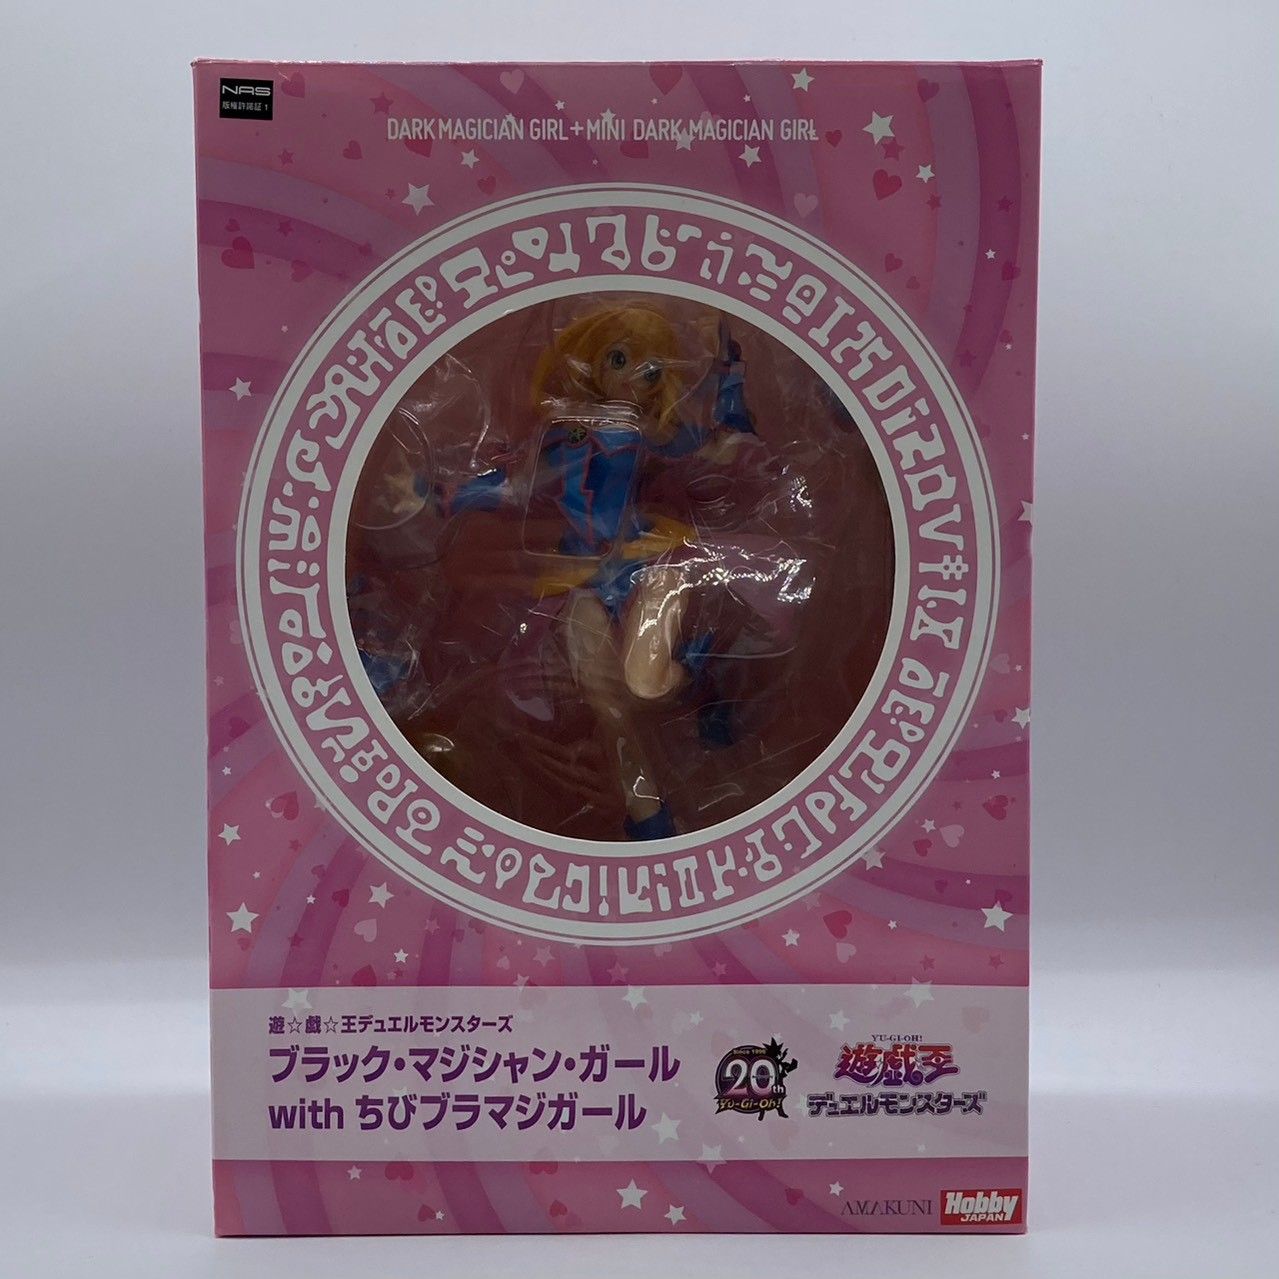 NAS
版権許諾証 1
DARK MAGICIAN GIRL + MINI DARK MAGICIAN GIRL
遊☆戯☆王デュエルモンスターズ
ブラック・マジシャン・ガール
with ちびブラマジガール
Since 1996
20th
Yu-Gi-Oh!
YU-GI-OH!
遊戯王
デュエルモンスターズ
AMAKUNI
Hobby
JAPAN